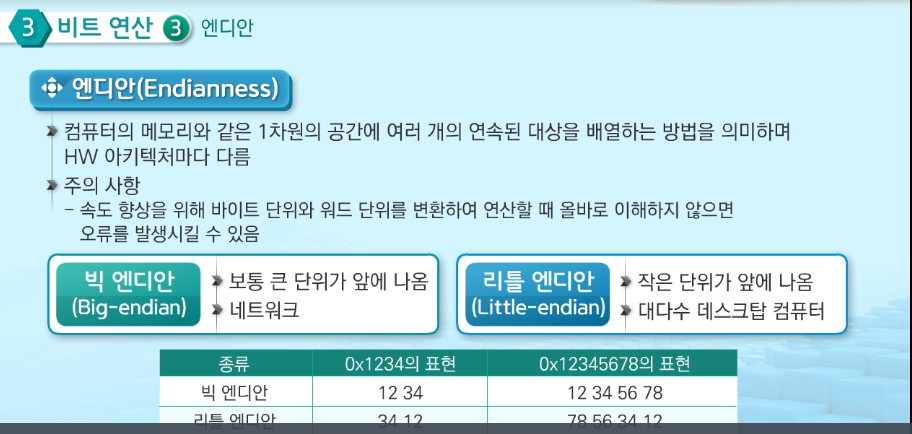 3 비트 연산 3 엔디안
엔디안(Endianness)
컴퓨터의 메모리와 같은 1차원의 공간에 여러 개의 연속된 대상을 배열하는 방법을 의미하며
HW 아키텍처마다 다름
주의 사항
- 속도 향상을 위해 바이트 단위와 워드 단위를 변환하여 연산할 때 올바로 이해하지 않으면
오류를 발생시킬 수 있음
빅 엔디안
(Big-endian)
보통 큰 단위가 앞에 나옴
네트워크
리틀 엔디안
(Little-endian)
작은 단위가 앞에 나옴
대다수 데스크탑 컴퓨터
종류 0x1234의 표현 0x12345678의 표현
빅 엔디안 12 34 12 34 56 78
리틀 엔디안 34 12 78 56 34 12